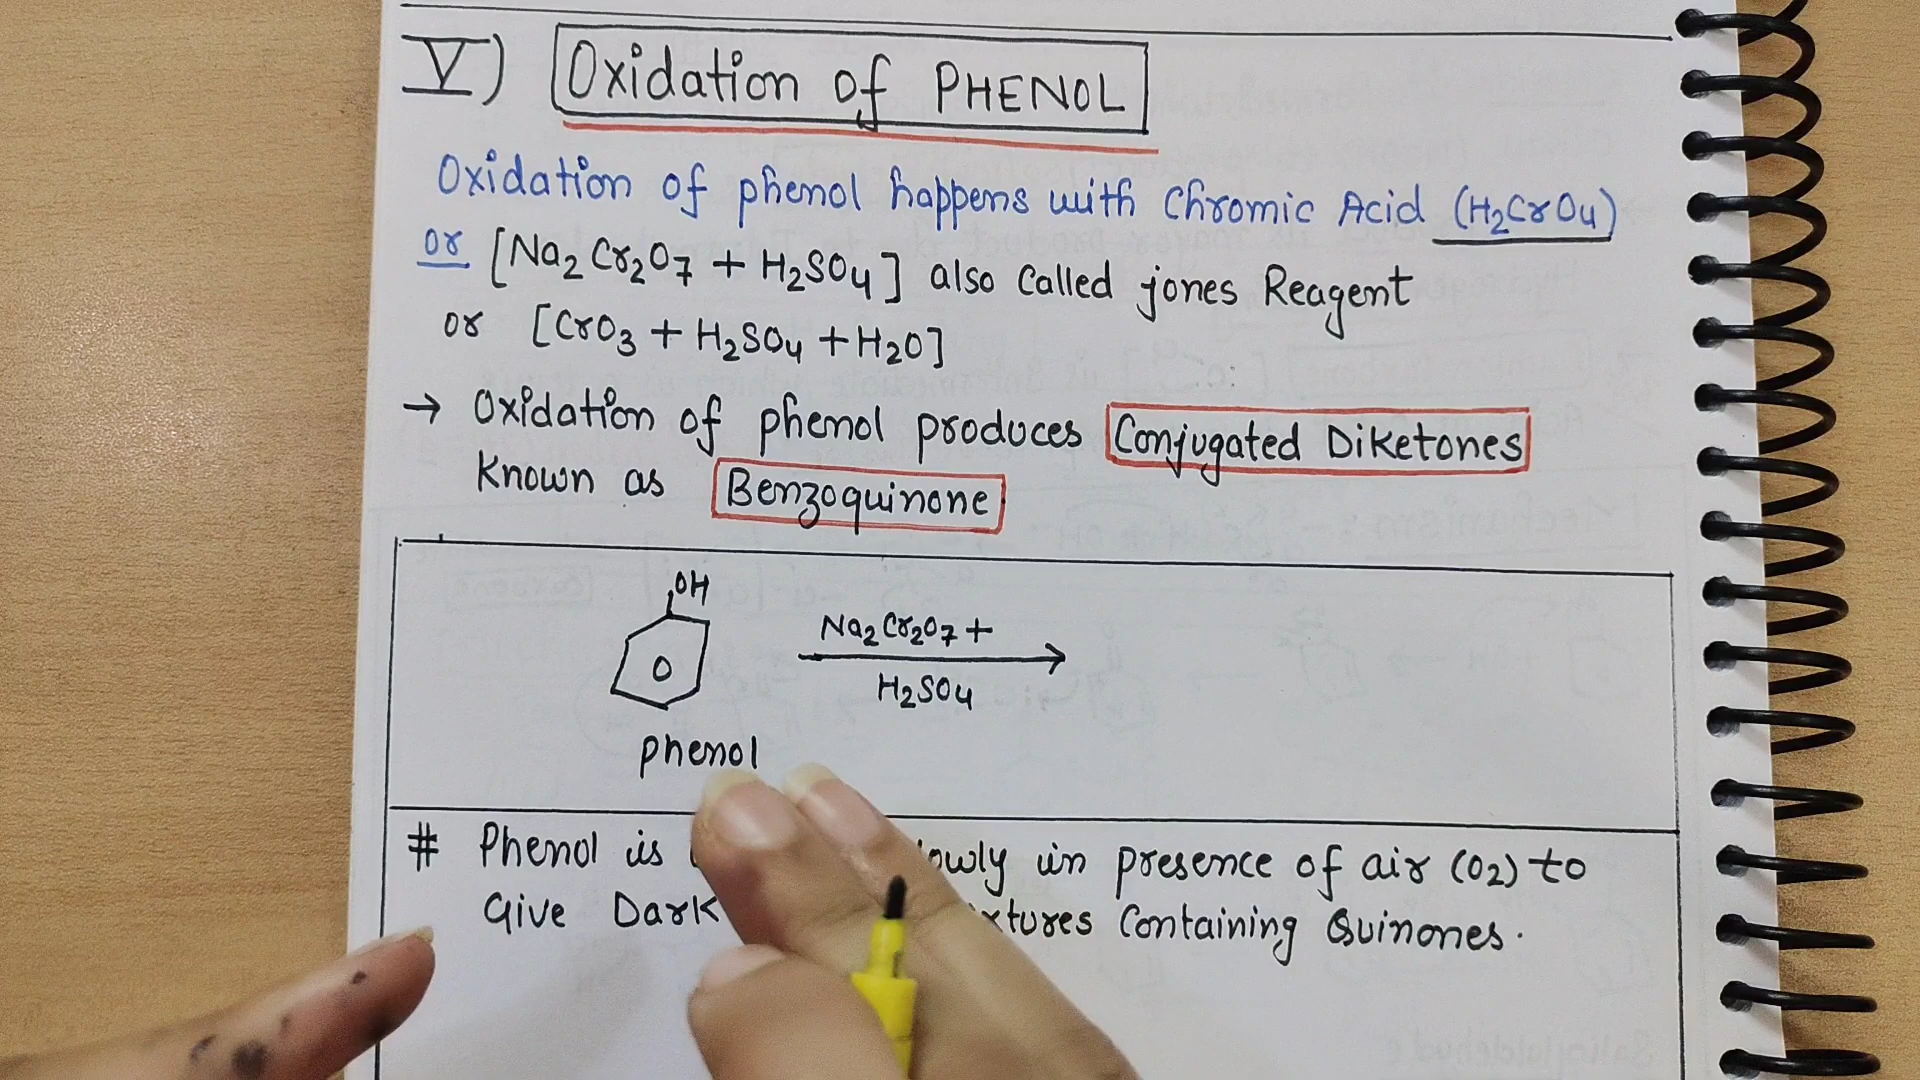 V) Oxidation of PHENOL
Oxidation of phenol happens with Chromic Acid (H2CrO4)
or [Na2Cr2O7 + H2SO4] also called jones Reagent
or [CrO3 + H2SO4 + H2O]
→ Oxidation of phenol produces Conjugated Diketones
Known as Benzoquinone
OH
Na2Cr2O7 +
H2SO4
phenol
# Phenol is in presence of air (O2) to
Give Dark Containing Quinones.